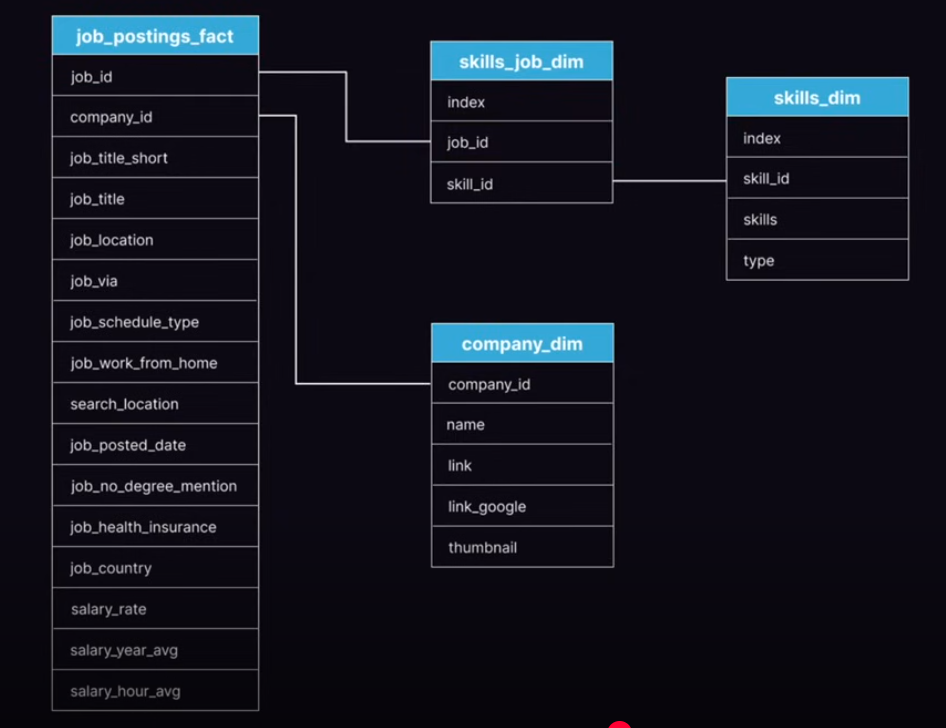 job_postings_fact
job_id
company_id
job_title_short
job_title
job_location
job_via
job_schedule_type
job_work_from_home
search_location
job_posted_date
job_no_degree_mention
job_health_insurance
job_country
salary_rate
salary_year_avg
salary_hour_avg
skills_job_dim
index
job_id
skill_id
skills_dim
index
skill_id
skills
type
company_dim
company_id
name
link
link_google
thumbnail